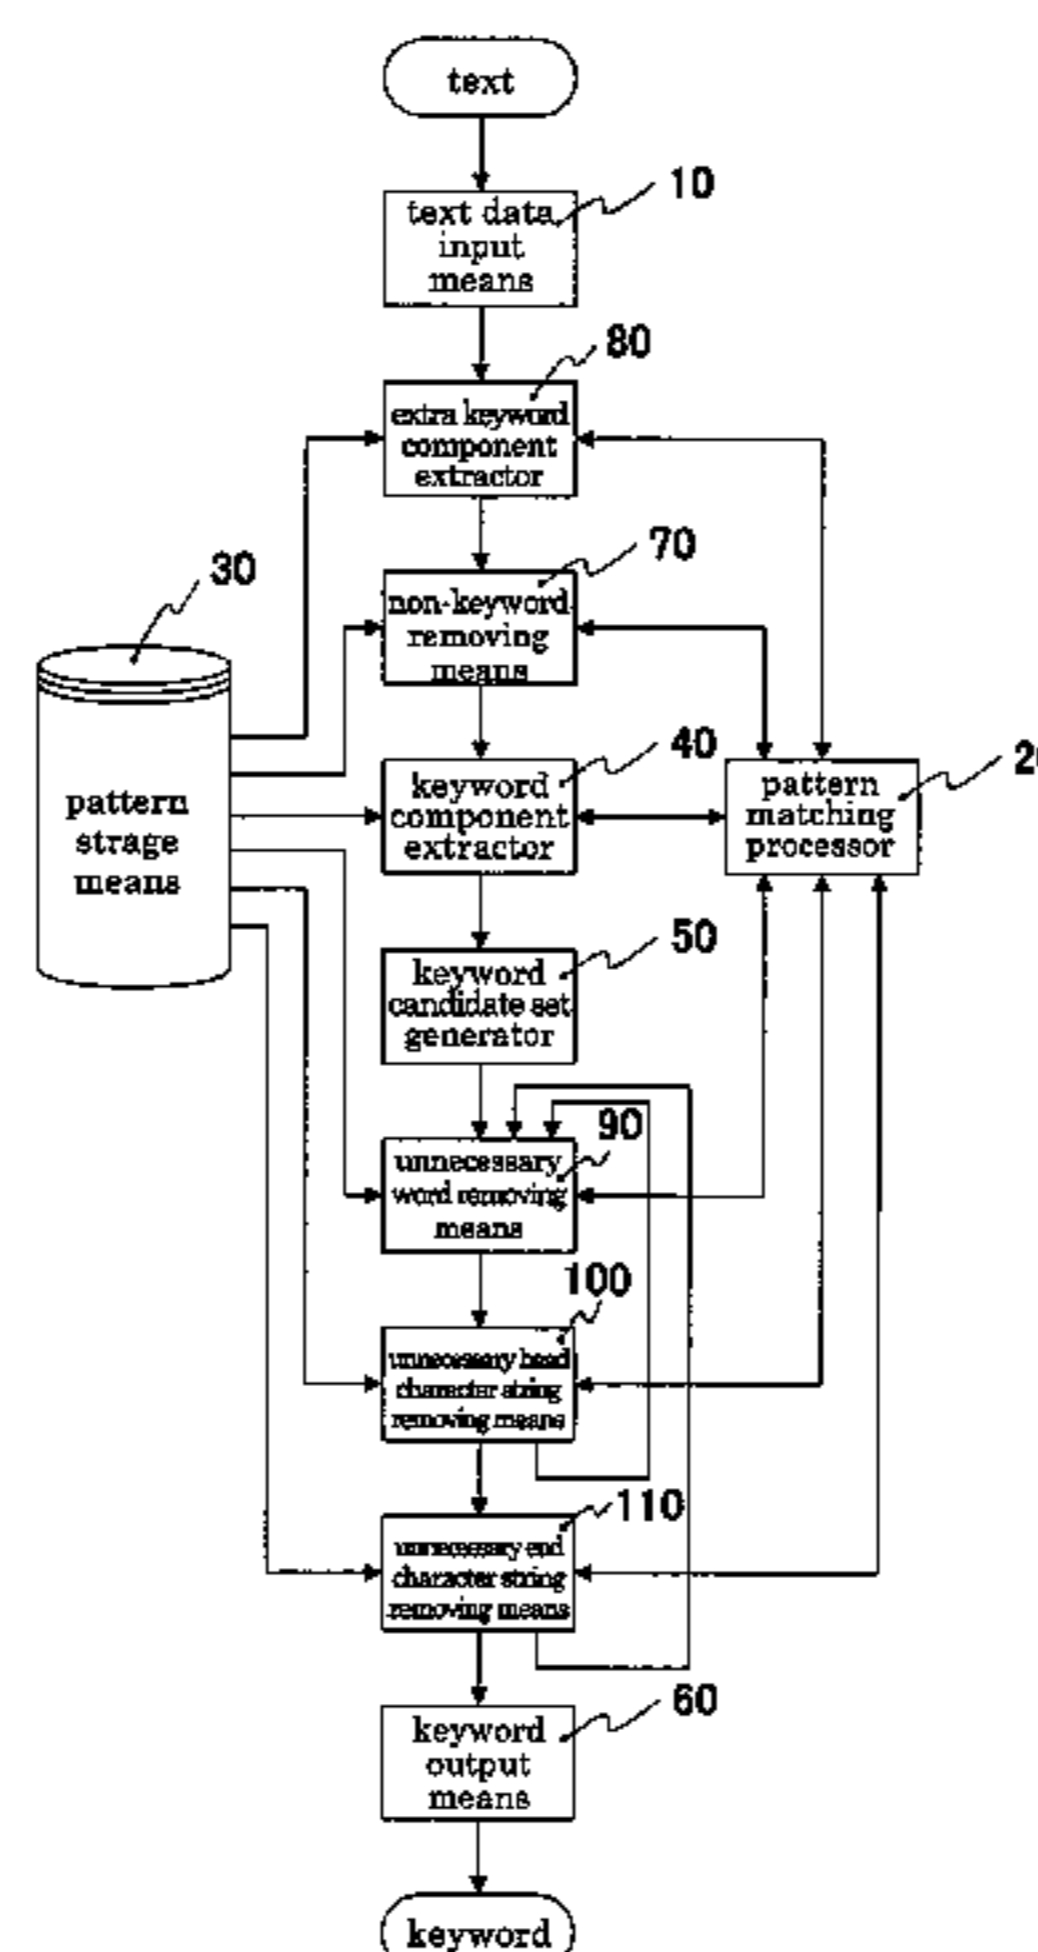 text
10
text data
input
means
80
extra keyword
component
extractor
70
non-keyword
removing
means
30
pattern
strage
means
40
keyword
component
extractor
pattern
matching
processor
50
keyword
candidate set
generator
90
unnecessary
word removing
means
100
unnecessary head
character string
removing means
110
unnecessary end
character string
removing means
60
keyword
output
means
keyword